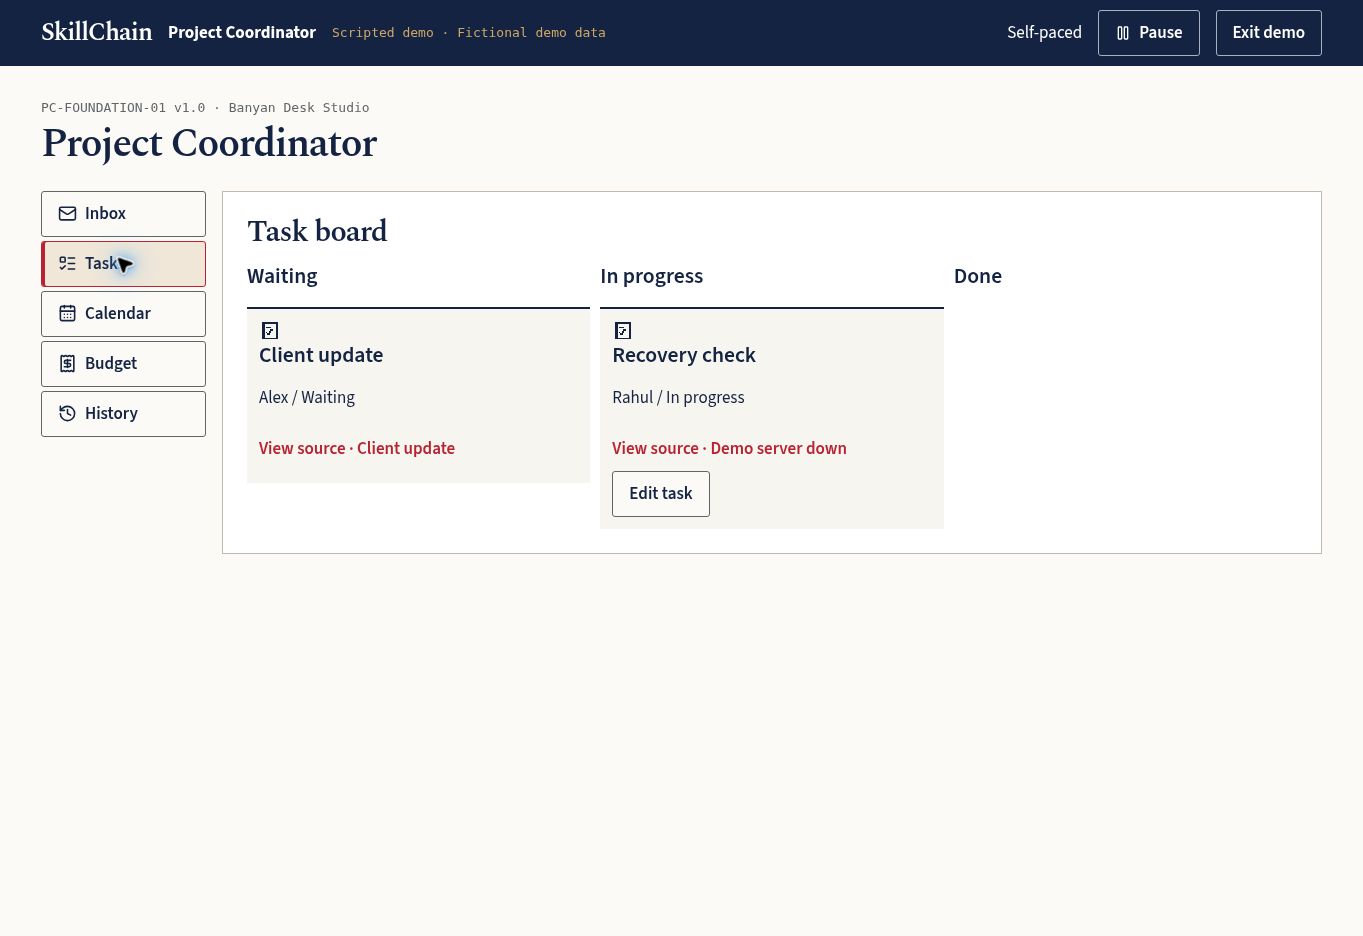 SkillChain Project Coordinator Scripted demo · Fictional demo data Self-paced Pause Exit demo
PC-FOUNDATION-01 v1.0 · Banyan Desk Studio
Project Coordinator
Inbox
Task
Calendar
Budget
History
Task board
Waiting
Client update
Alex / Waiting
View source · Client update
In progress
Recovery check
Rahul / In progress
View source · Demo server down
Edit task
Done